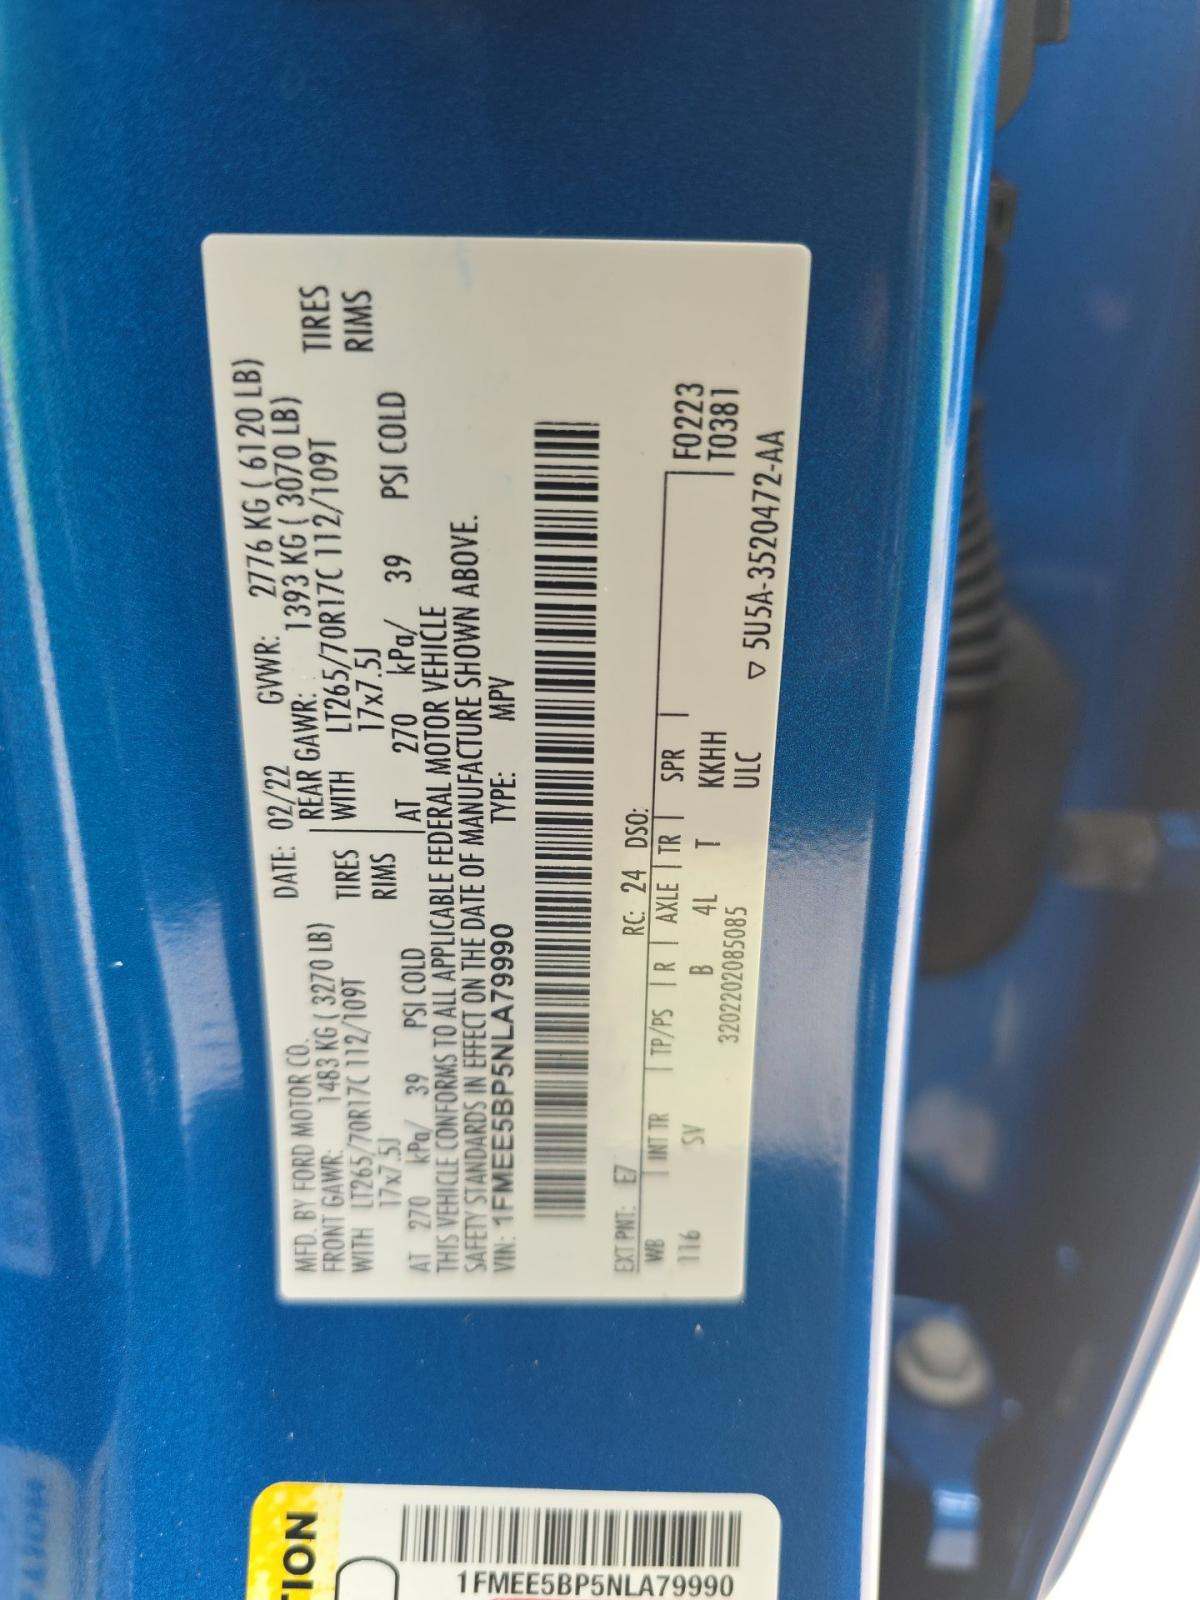 MFD. BY FORD MOTOR CO.
DATE: 02/22 GVWR: 2776 KG ( 6120 LB)
FRONT GAWR: 1483 KG ( 3270 LB) REAR GAWR: 1393 KG ( 3070 LB)
WITH LT265/70R17C 112/109T TIRES WITH LT265/70R17C 112/109T TIRES
17x7.5J RIMS 17x7.5J RIMS
AT 270 kPa/ 39 PSI COLD AT 270 kPa/ 39 PSI COLD
THIS VEHICLE CONFORMS TO ALL APPLICABLE FEDERAL MOTOR VEHICLE
SAFETY STANDARDS IN EFFECT ON THE DATE OF MANUFACTURE SHOWN ABOVE.
VIN: 1FMEE5BP5NLA79990 TYPE: MPV
EXT PNT: E7 RC: 24 DSO:
WB INT TR TP/PS R AXLE TR SPR F0223
116 SV B 4L T KKHH T0381
3202202085085 ULC
▽ 5U5A-3520472-AA
TION
1FMEE5BP5NLA79990